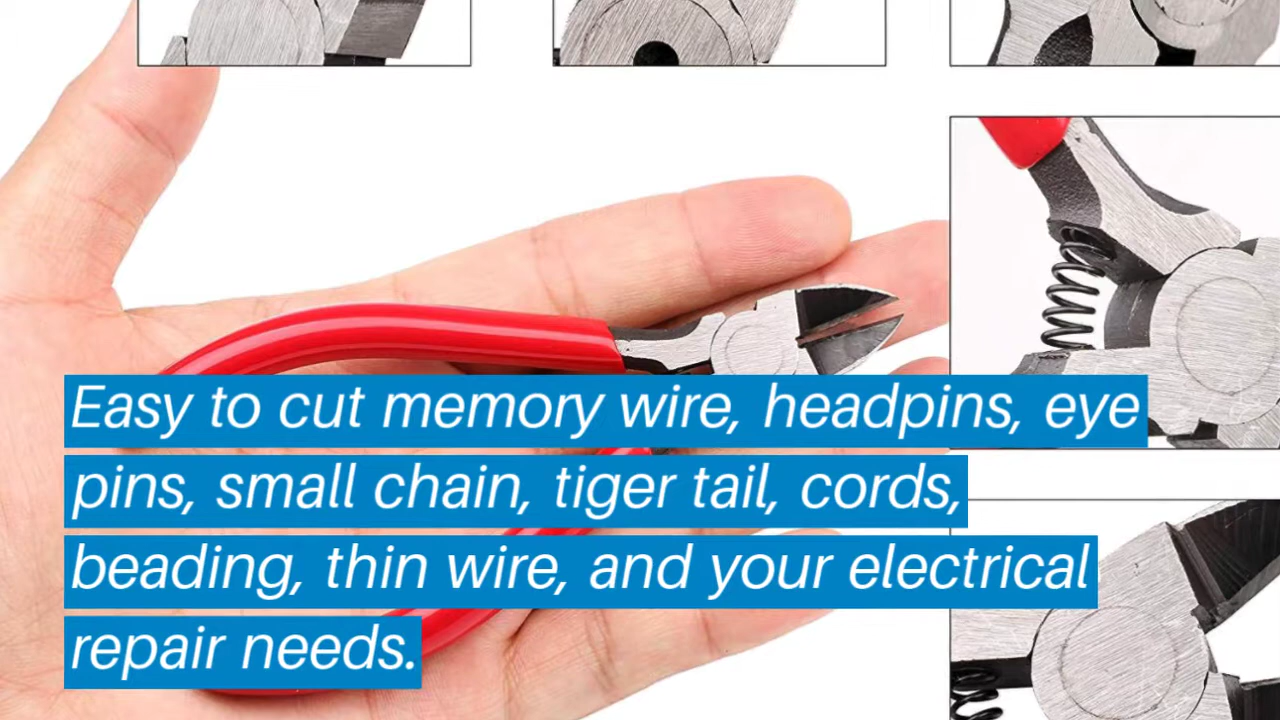 Easy to cut memory wire, headpins, eye
pins, small chain, tiger tail, cords,
beading, thin wire, and your electrical
repair needs.